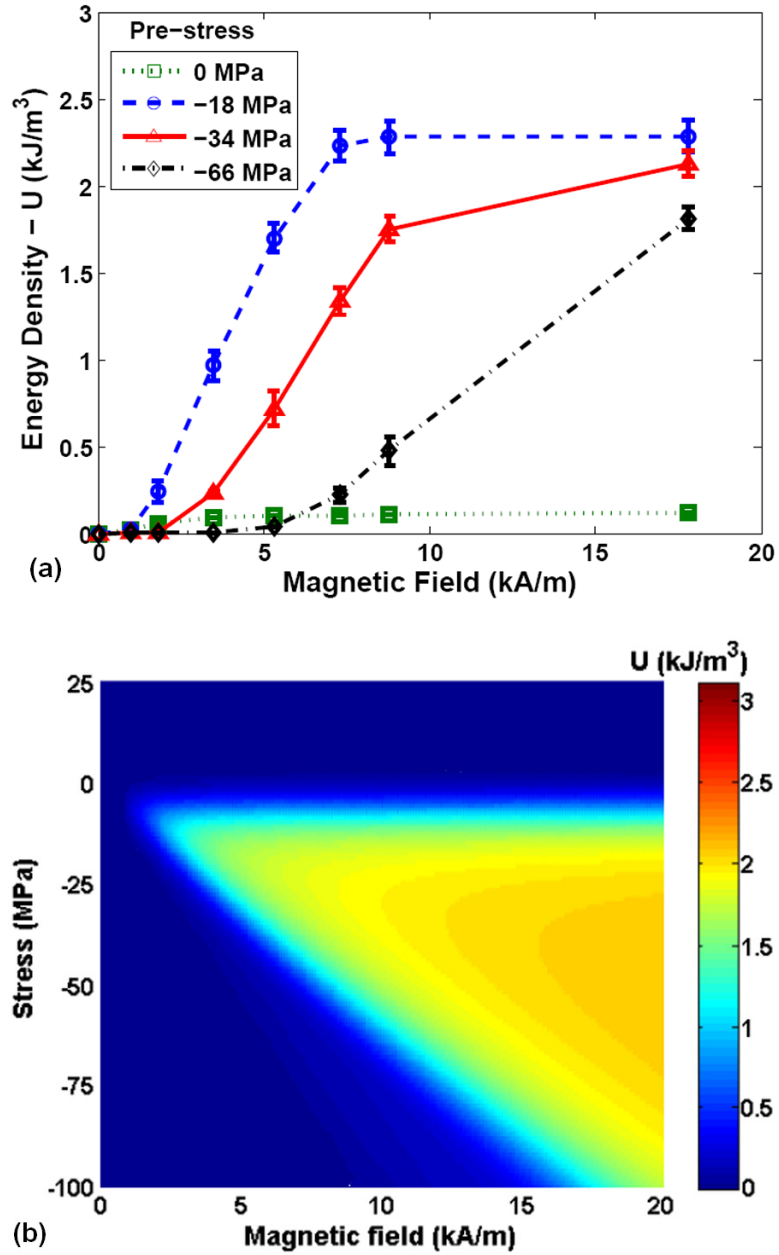 Pre−stress
0 MPa
−18 MPa
−34 MPa
−66 MPa
Energy Density − U (kJ/m³)
3
2.5
2
1.5
1
0.5
0
0 5 10 15 20
Magnetic Field (kA/m)
(a)
U (kJ/m³)
Stress (MPa)
25
0
-25
-50
-75
-100
0 5 10 15 20
Magnetic field (kA/m)
3
2.5
2
1.5
1
0.5
0
(b)